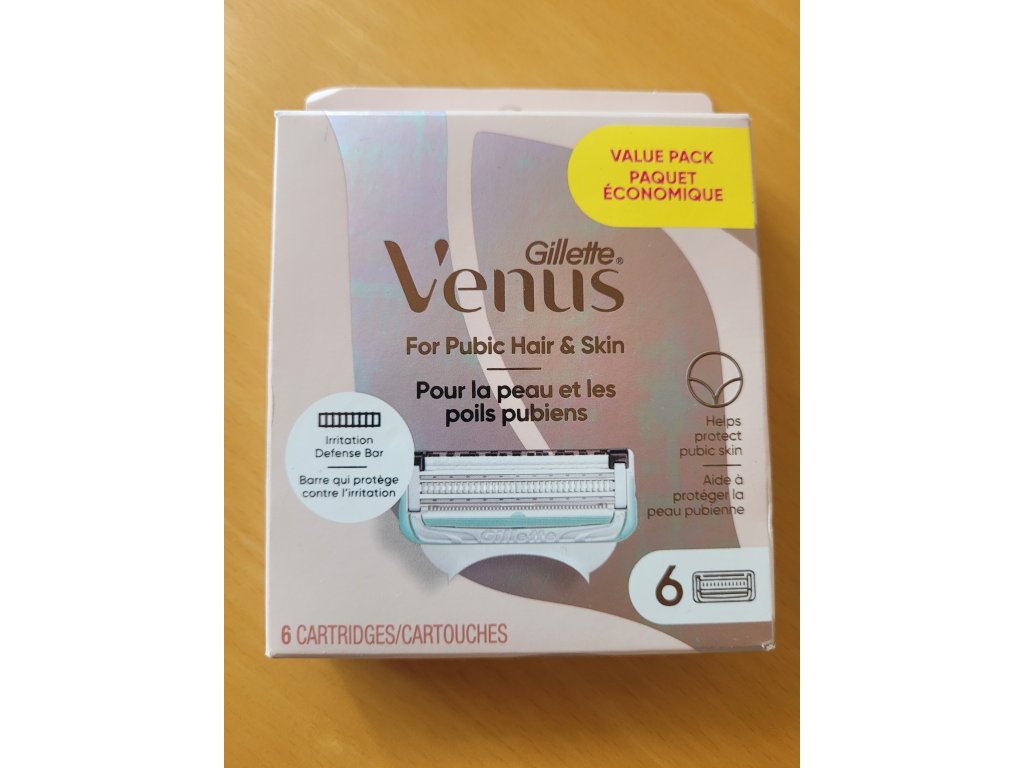 VALUE PACK
PAQUET
ÉCONOMIQUE
Gillette®
Venus
For Pubic Hair & Skin
Pour la peau et les
poils pubiens
Irritation
Defense Bar
Barre qui protège
contre l'irritation
Helps
protect
pubic skin
Aide à
protéger la
peau pubienne
Gillette
6
6 CARTRIDGES/CARTOUCHES